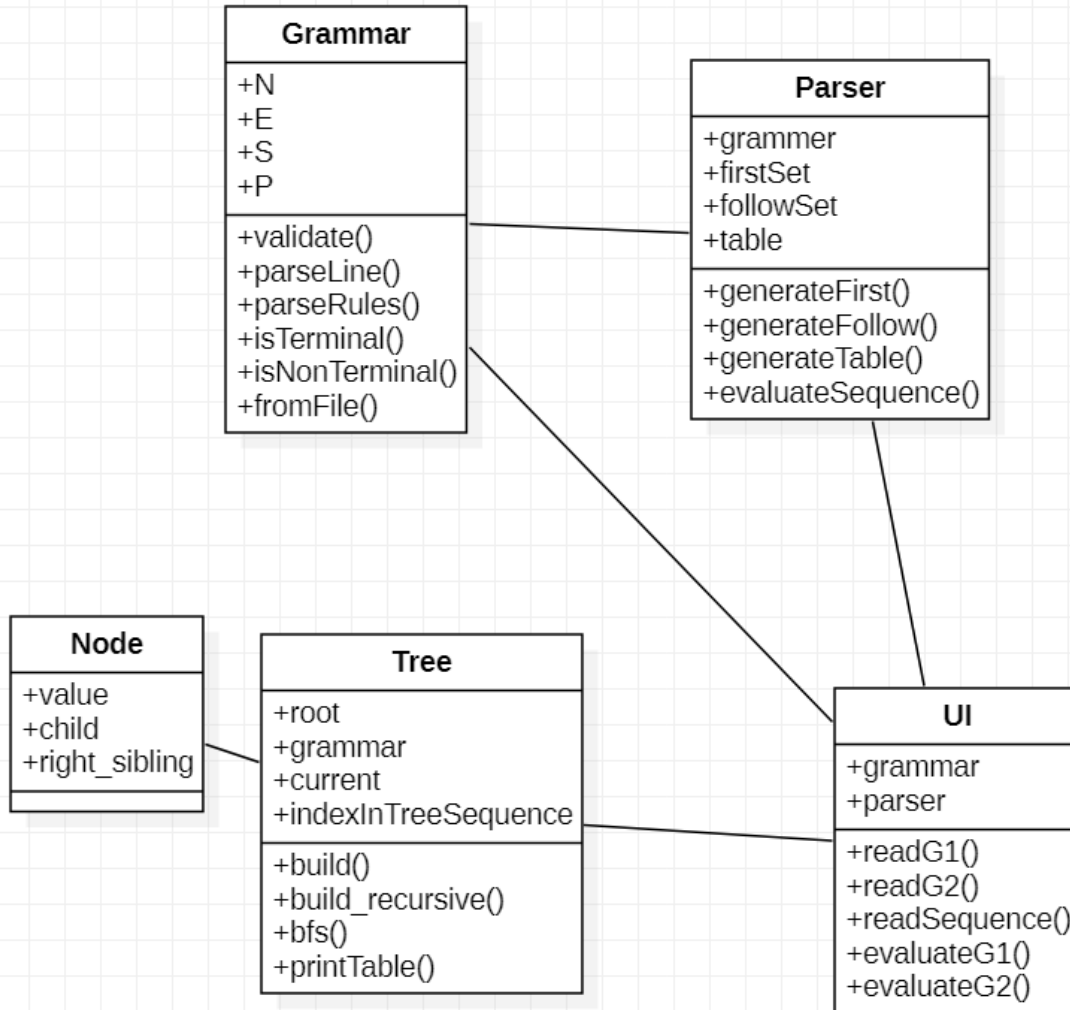 Grammar
+N
+E
+S
+P
+validate()
+parseLine()
+parseRules()
+isTerminal()
+isNonTerminal()
+fromFile()
Parser
+grammer
+firstSet
+followSet
+table
+generateFirst()
+generateFollow()
+generateTable()
+evaluateSequence()
Node
+value
+child
+right_sibling
Tree
+root
+grammar
+current
+indexInTreeSequence
+build()
+build_recursive()
+bfs()
+printTable()
UI
+grammar
+parser
+readG1()
+readG2()
+readSequence()
+evaluateG1()
+evaluateG2()